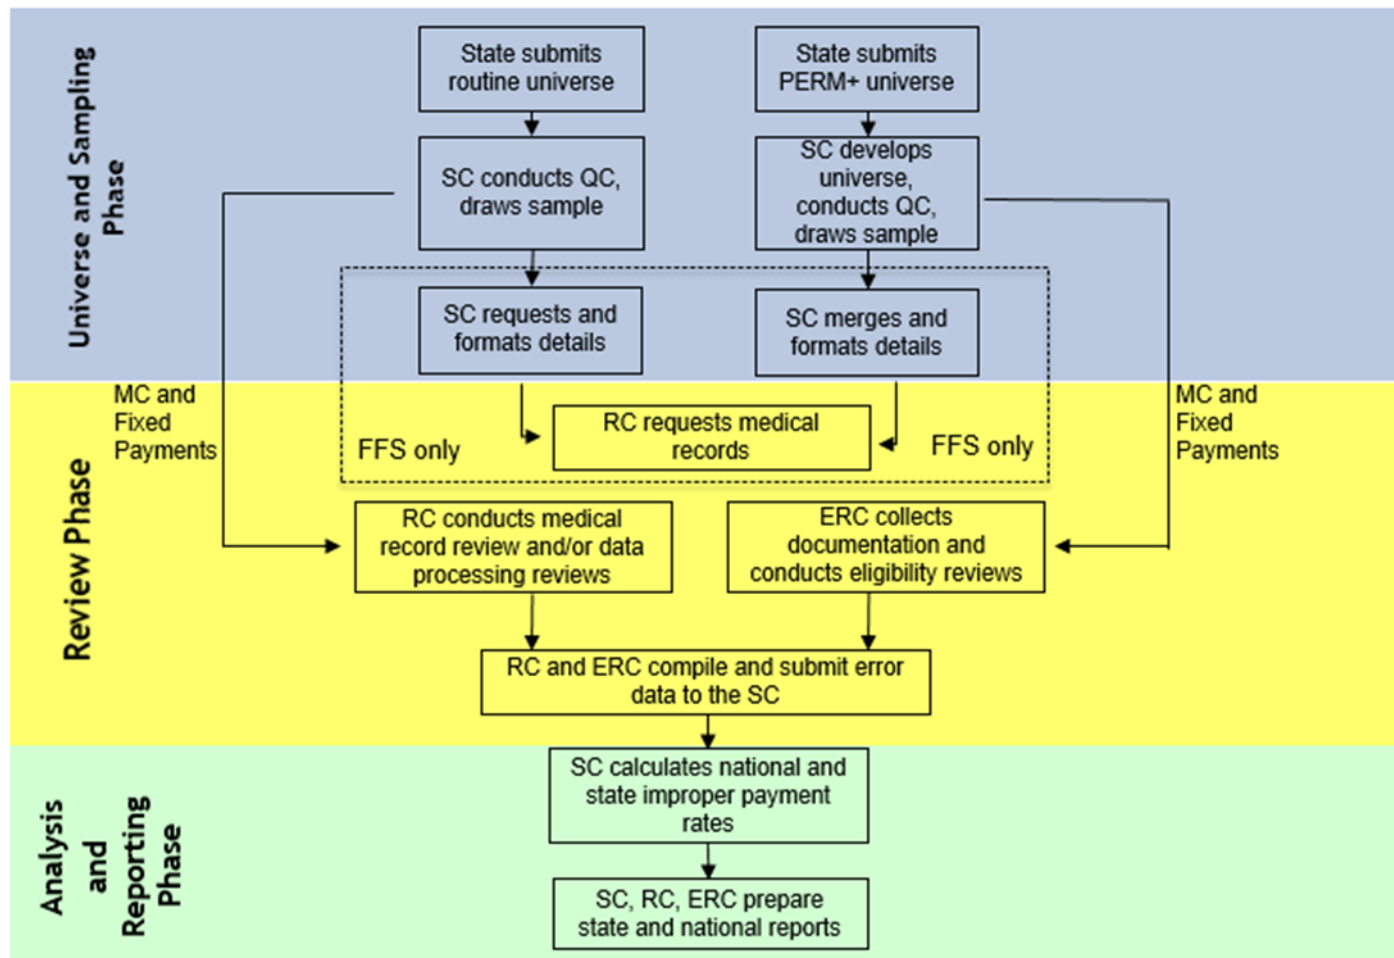 Universe and Sampling
Phase
State submits
routine universe
State submits
PERM+ universe
SC conducts QC,
draws sample
SC develops
universe,
conducts QC,
draws sample
SC requests and
formats details
SC merges and
formats details
Review Phase
MC and
Fixed
Payments
FFS only
RC requests medical
records
FFS only
MC and
Fixed
Payments
RC conducts medical
record review and/or data
processing reviews
ERC collects
documentation and
conducts eligibility reviews
RC and ERC compile and submit error
data to the SC
Analysis
and
Reporting
Phase
SC calculates national and
state improper payment
rates
SC, RC, ERC prepare
state and national reports